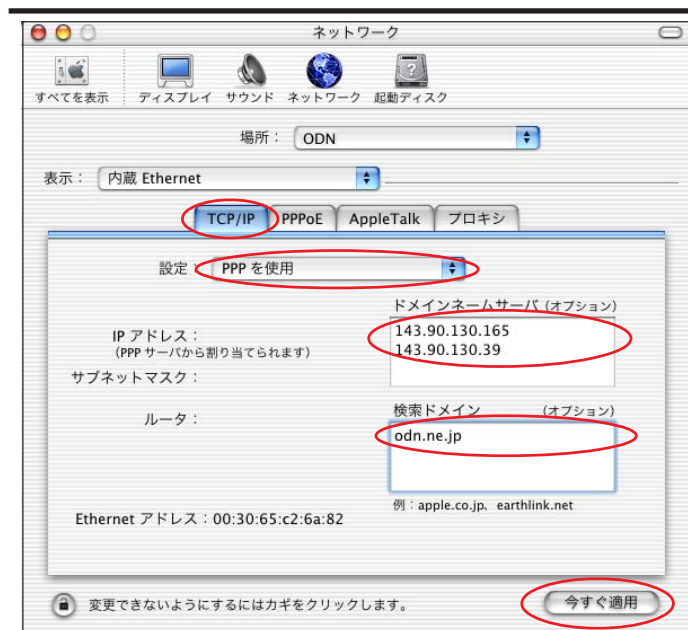 ネットワーク
すべてを表示 ディスプレイ サウンド ネットワーク 起動ディスク
場所： ODN
表示： 内蔵 Ethernet
TCP/IP PPPoE AppleTalk プロキシ
設定： PPP を使用
ドメインネームサーバ (オプション)
IP アドレス： 143.90.130.165
(PPP サーバから割り当てられます) 143.90.130.39
サブネットマスク：
ルータ： 検索ドメイン (オプション)
odn.ne.jp
例：apple.co.jp、earthlink.net
Ethernet アドレス：00:30:65:c2:6a:82
変更できないようにするにはカギをクリックします。 今すぐ適用